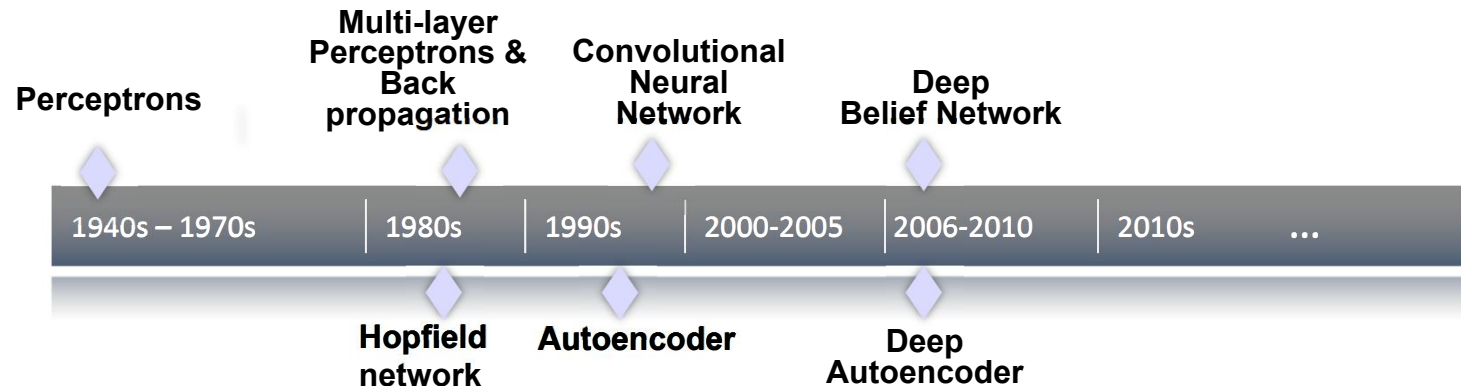 Multi-layer
Perceptrons &
Back
propagation
Convolutional
Neural
Network
Deep
Belief Network
Perceptrons
1940s – 1970s
1980s
1990s
2000-2005
2006-2010
2010s
...
Hopfield
network
Autoencoder
Deep
Autoencoder